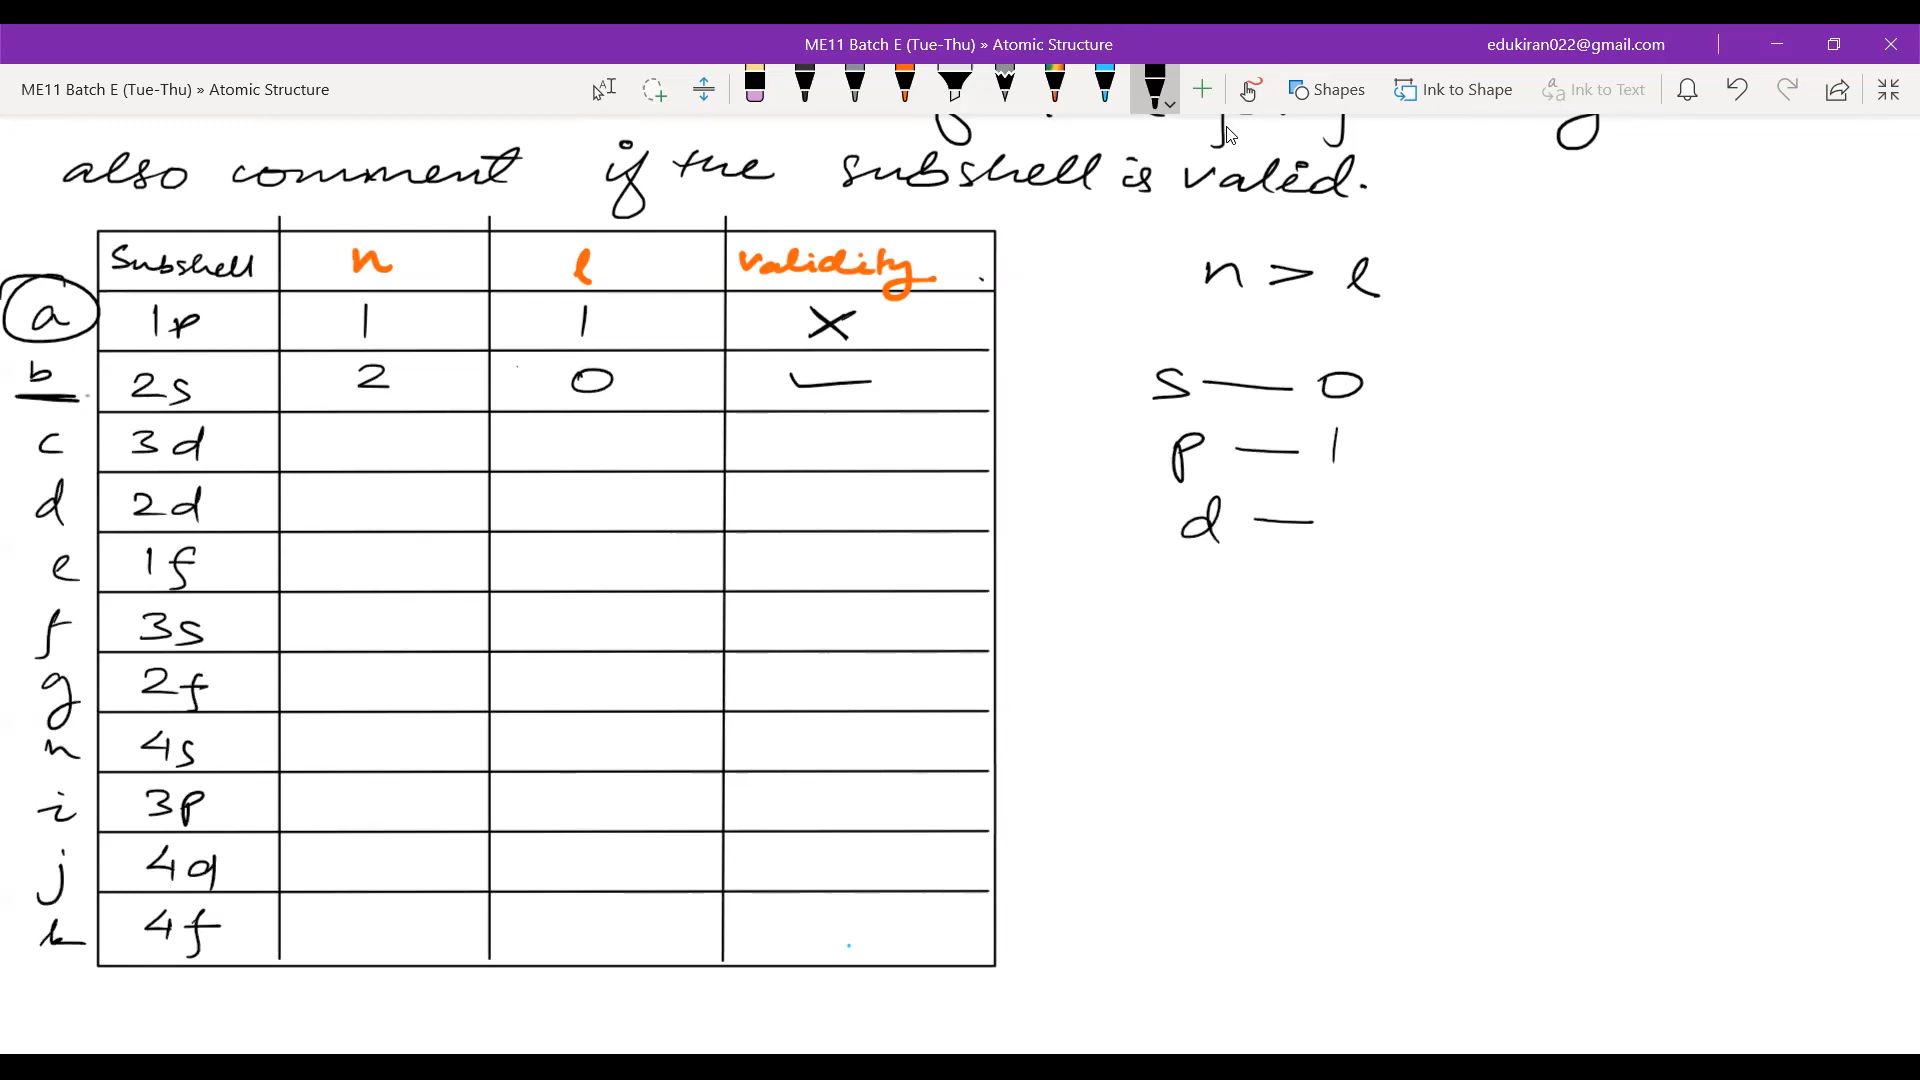 ME11 Batch E (Tue-Thu) » Atomic Structure
edukiran022@gmail.com
ME11 Batch E (Tue-Thu) » Atomic Structure
Shapes
Ink to Shape
Ink to Text
also comment if the subshell is valid.
Subshell n l validity
a 1p 1 1 ×
b 2s 2 0
c 3d
d 2d
e 1f
f 3s
g 2f
h 4s
i 3p
j 4d
k 4f
n > l
s — 0
p — 1
d —